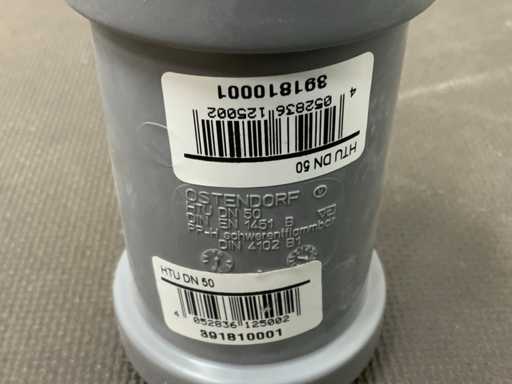 391810001
4 052836 125002
HTU DN 50
OSTENDORF
HTU DN 50
DIN EN 1451 B
PP-H schwerentflammbar
DIN 4102 B1
HTU DN 50
4 052836 125002
391810001